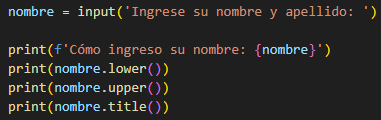 nombre = input('Ingrese su nombre y apellido: ')
print(f'Cómo ingreso su nombre: {nombre}')
print(nombre.lower())
print(nombre.upper())
print(nombre.title())